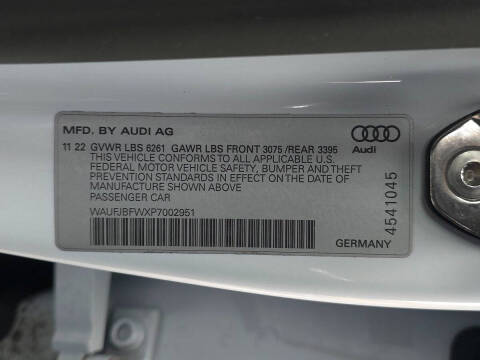 MFD. BY AUDI AG
11 22 GVWR LBS 6261 GAWR LBS FRONT 3075 /REAR 3395
THIS VEHICLE CONFORMS TO ALL APPLICABLE U.S.
FEDERAL MOTOR VEHICLE SAFETY, BUMPER AND THEFT
PREVENTION STANDARDS IN EFFECT ON THE DATE OF
MANUFACTURE SHOWN ABOVE
PASSENGER CAR
WAUFJBFWXP7002951
Audi
4541045
GERMANY